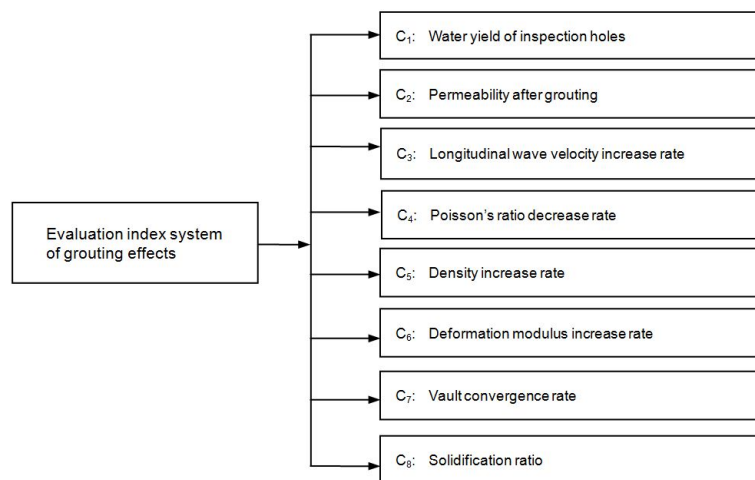 C₁: Water yield of inspection holes
C₂: Permeability after grouting
C₃: Longitudinal wave velocity increase rate
C₄: Poisson’s ratio decrease rate
Evaluation index system
of grouting effects
C₅: Density increase rate
C₆: Deformation modulus increase rate
C₇: Vault convergence rate
C₈: Solidification ratio